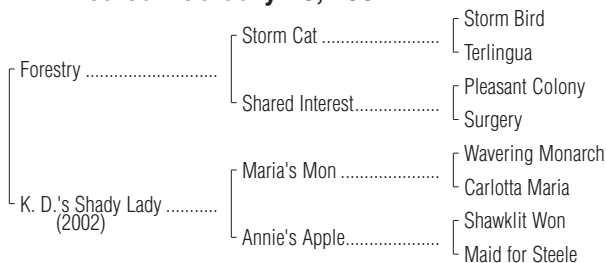 Storm Bird
Storm Cat ........................
Terlingua
Forestry ...........................
Pleasant Colony
Shared Interest.................
Surgery
Wavering Monarch
Maria's Mon ....................
Carlotta Maria
K. D.'s Shady Lady ..........
(2002)
Shawklit Won
Annie's Apple...................
Maid for Steele